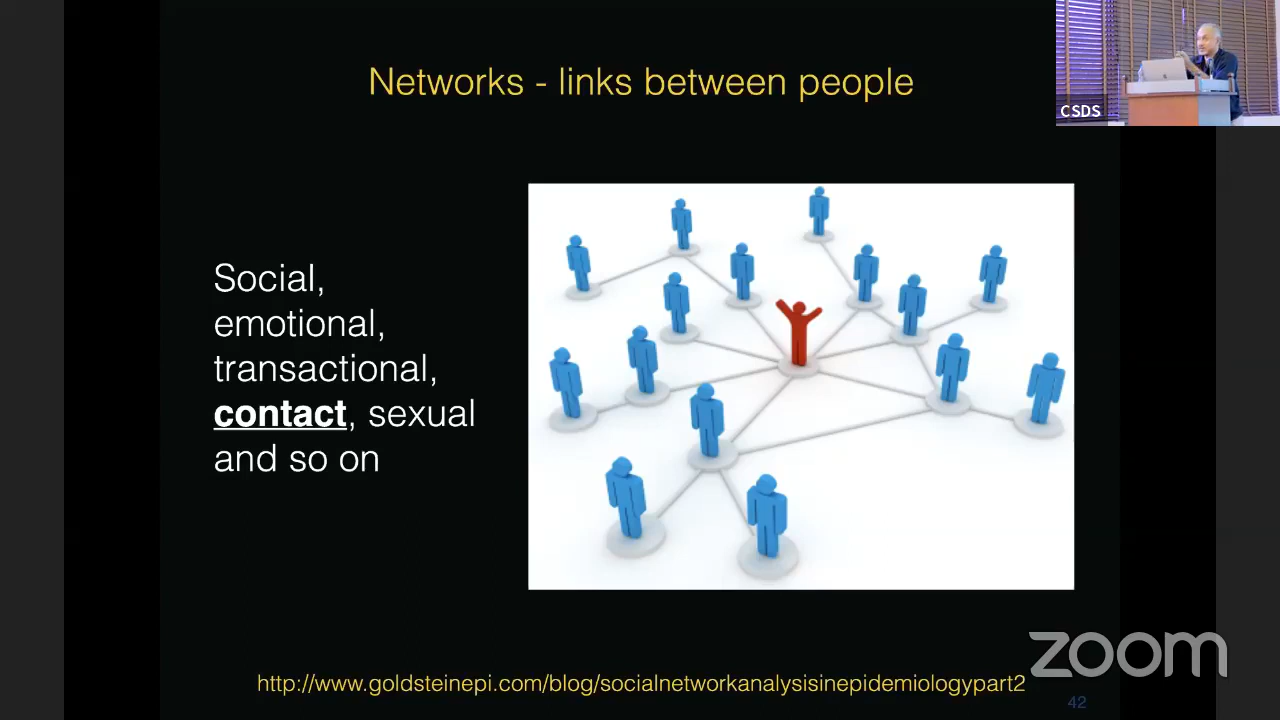 Networks - links between people
CSDS
Social,
emotional,
transactional,
contact, sexual
and so on
zoom
http://www.goldsteinepi.com/blog/socialnetworkanalysisinepidemiologypart2
42